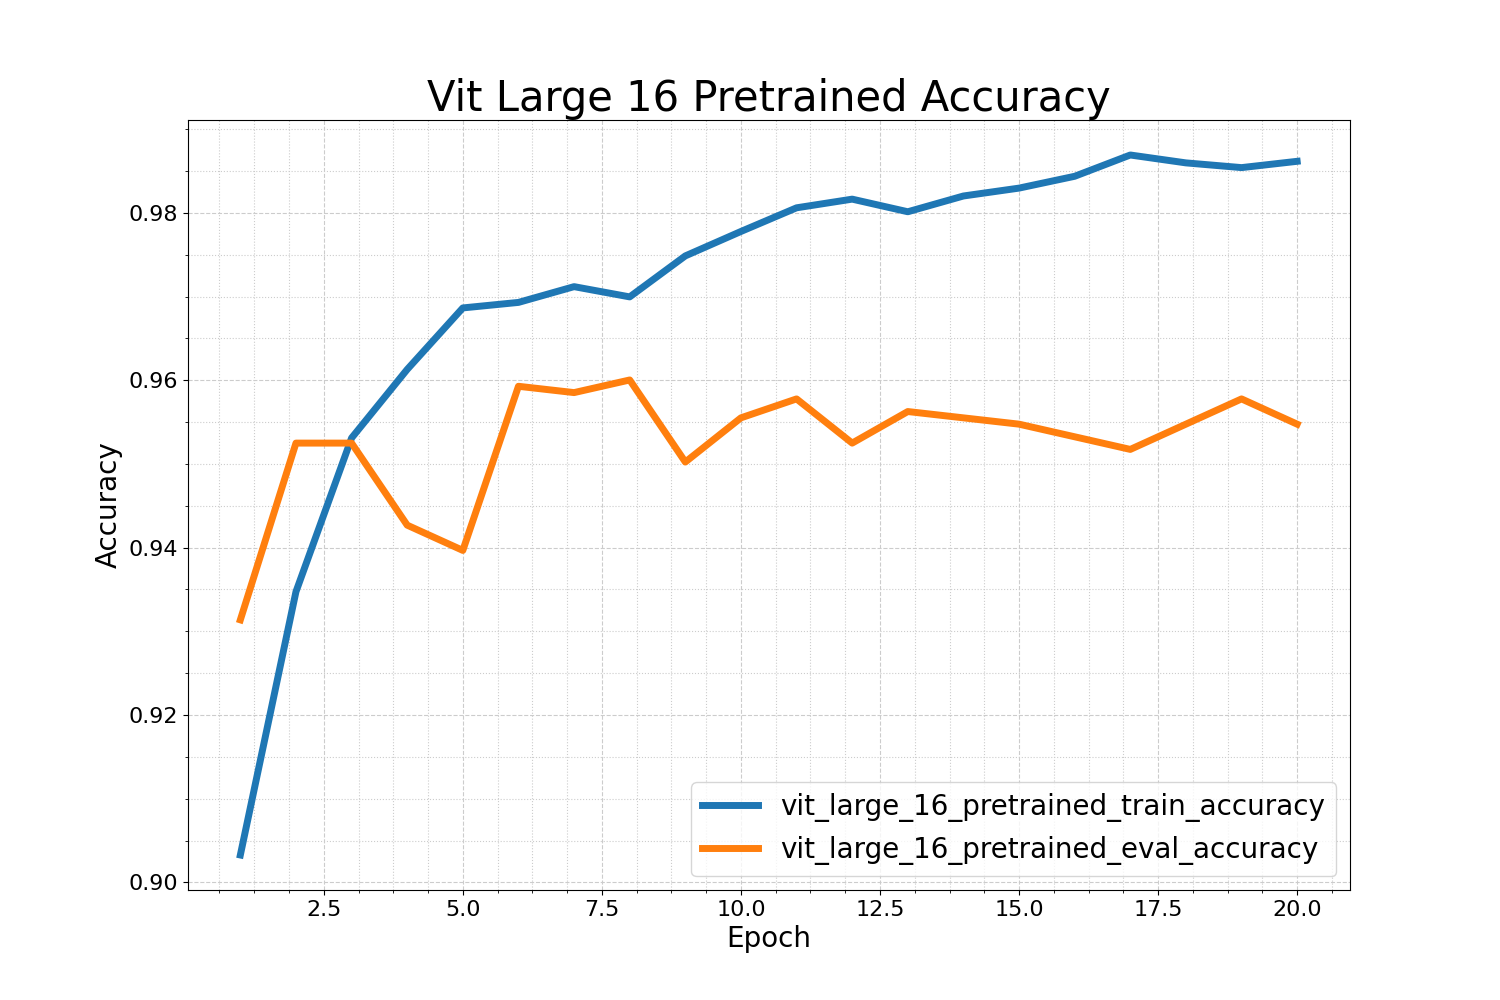 Vit Large 16 Pretrained Accuracy
Accuracy
0.98
0.96
0.94
0.92
0.90
vit_large_16_pretrained_train_accuracy
vit_large_16_pretrained_eval_accuracy
2.5 5.0 7.5 10.0 12.5 15.0 17.5 20.0
Epoch